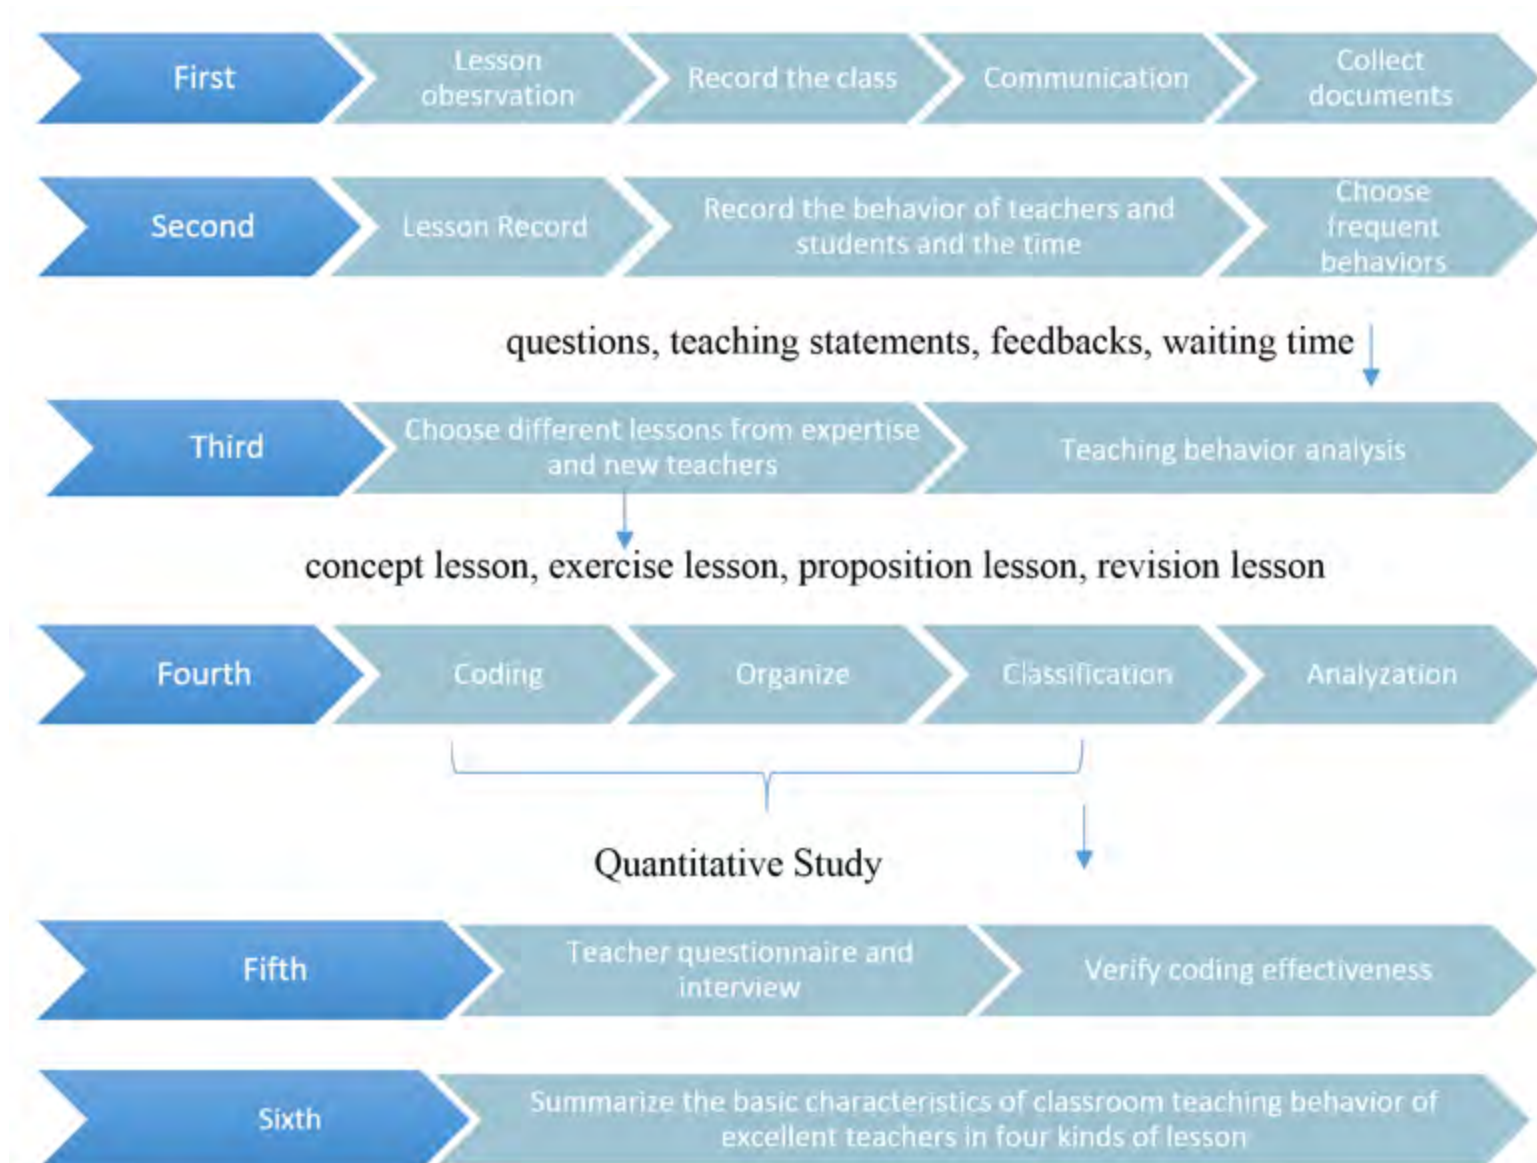 First
Lesson
obesrvation
Record the class
Communication
Collect
documents
Second
Lesson Record
Record the behavior of teachers and
students and the time
Choose
frequent
behaviors
questions, teaching statements, feedbacks, waiting time
Third
Choose different lessons from expertise
and new teachers
Teaching behavior analysis
concept lesson, exercise lesson, proposition lesson, revision lesson
Fourth
Coding
Organize
Classification
Analyzation
Quantitative Study
Fifth
Teacher questionnaire and
interview
Verify coding effectiveness
Sixth
Summarize the basic characteristics of classroom teaching behavior of
excellent teachers in four kinds of lesson